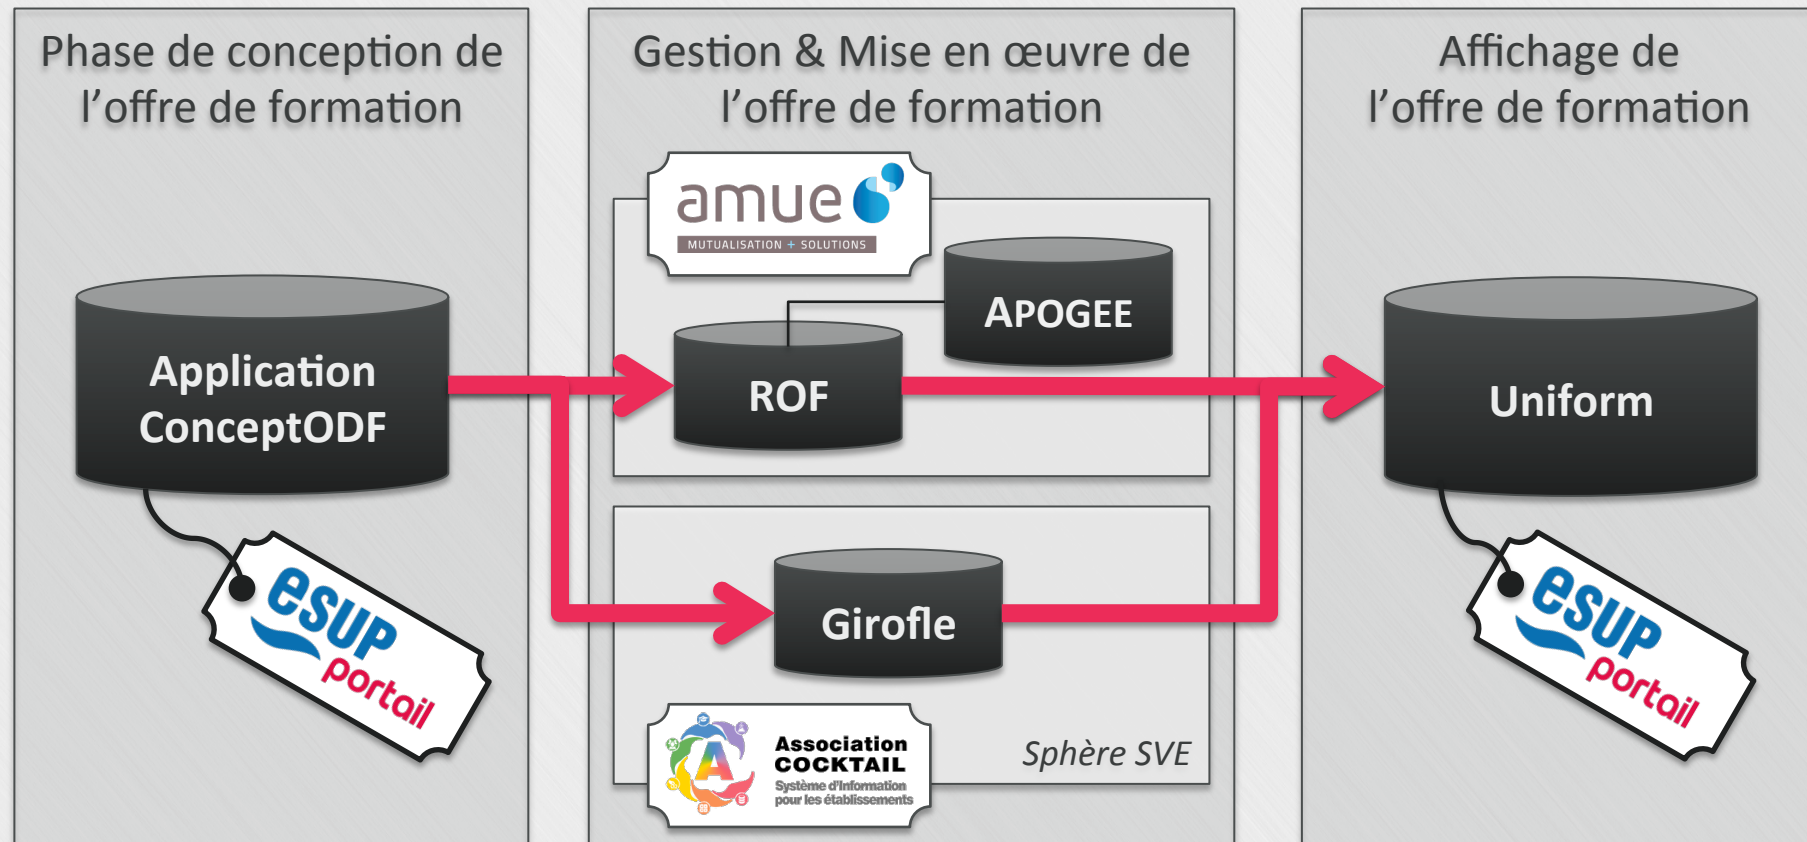 Phase de conception de
l'offre de formation
Application
ConceptODF
esup
portail
Gestion & Mise en œuvre de
l'offre de formation
amue
MUTUALISATION + SOLUTIONS
APOGEE
ROF
Girofle
A
Association
COCKTAIL
Système d'Information
pour les établissements
Sphère SVE
Affichage de
l'offre de formation
Uniform
esup
portail